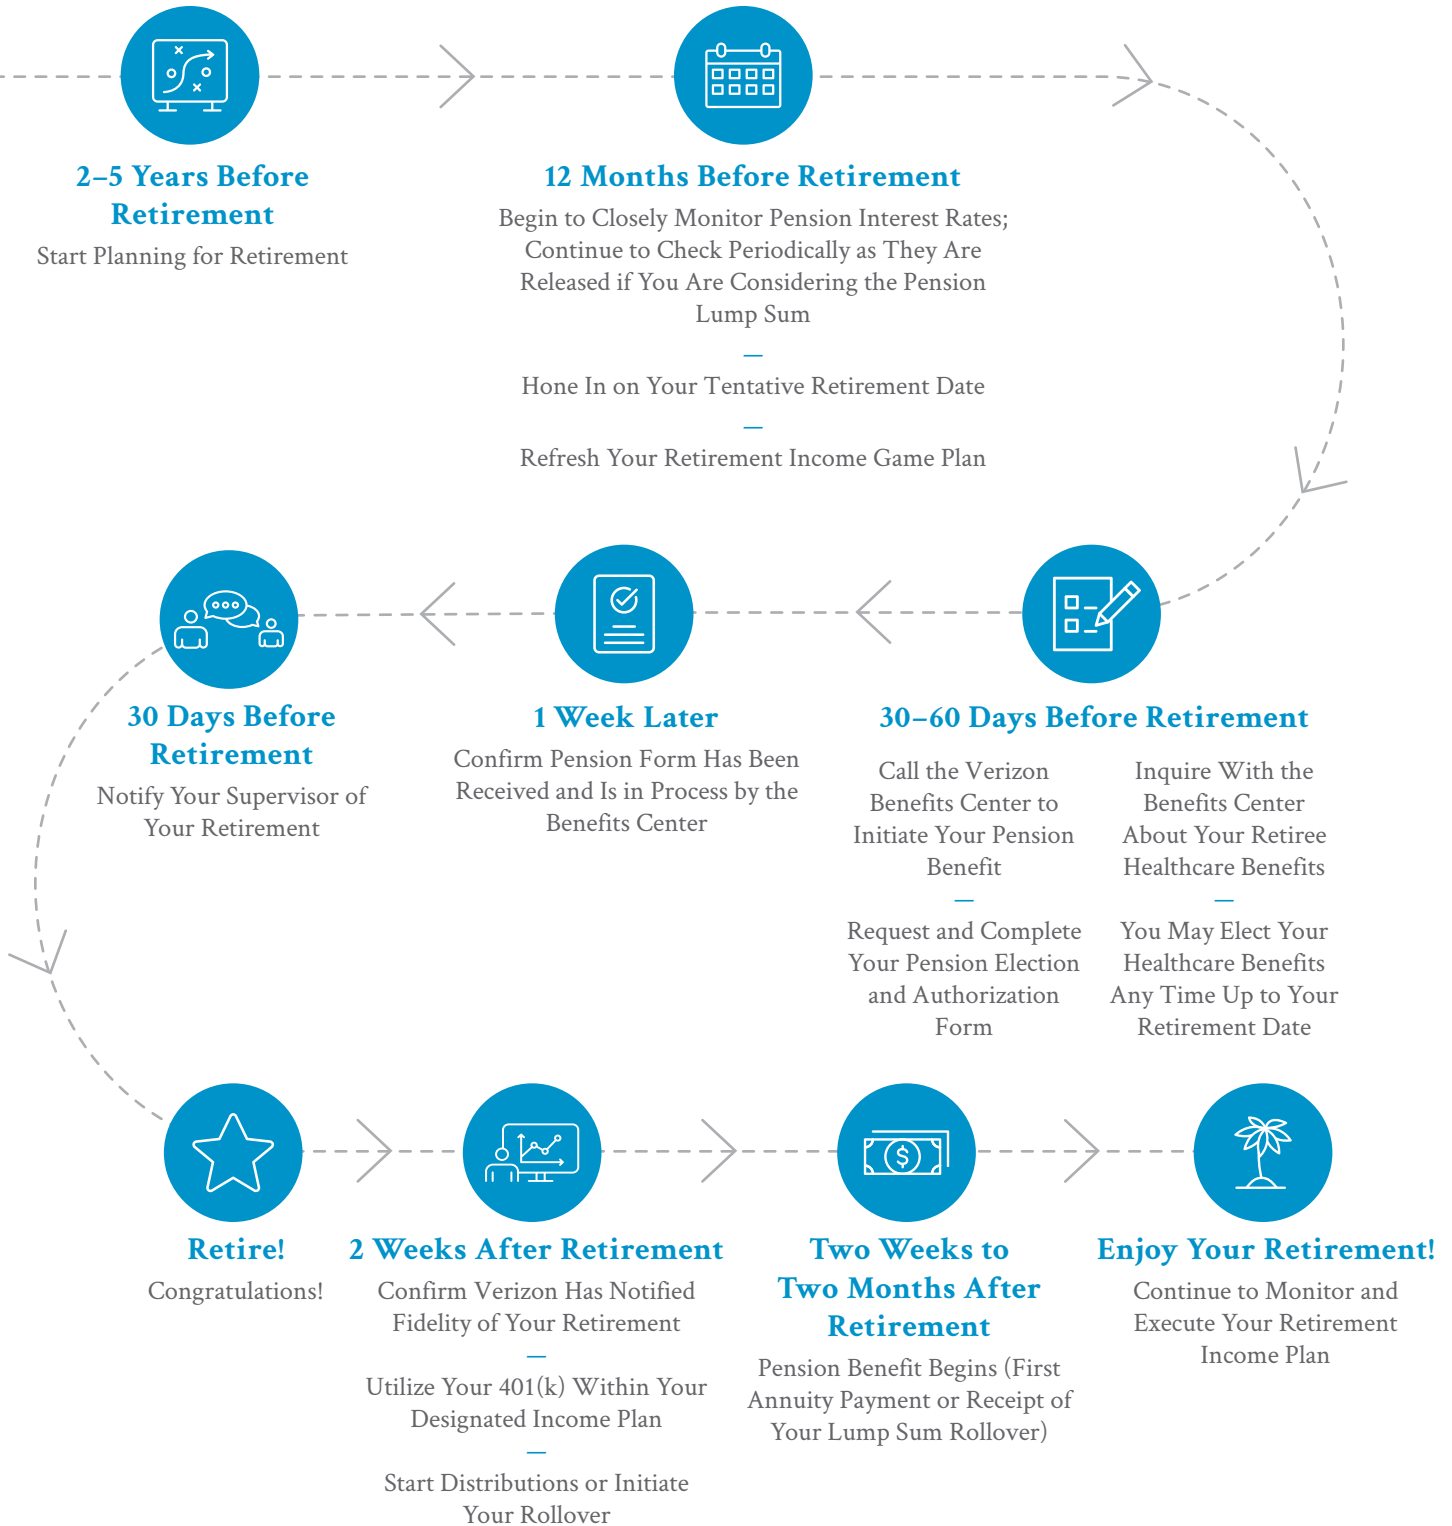 2–5 Years Before
Retirement
Start Planning for Retirement
12 Months Before Retirement
Begin to Closely Monitor Pension Interest Rates;
Continue to Check Periodically as They Are
Released if You Are Considering the Pension
Lump Sum
—
Hone In on Your Tentative Retirement Date
—
Refresh Your Retirement Income Game Plan
30–60 Days Before Retirement
Call the Verizon
Benefits Center to
Initiate Your Pension
Benefit
—
Request and Complete
Your Pension Election
and Authorization
Form
Inquire With the
Benefits Center
About Your Retiree
Healthcare Benefits
—
You May Elect Your
Healthcare Benefits
Any Time Up to Your
Retirement Date
1 Week Later
Confirm Pension Form Has Been
Received and Is in Process by the
Benefits Center
30 Days Before
Retirement
Notify Your Supervisor of
Your Retirement
Retire!
Congratulations!
2 Weeks After Retirement
Confirm Verizon Has Notified
Fidelity of Your Retirement
—
Utilize Your 401(k) Within Your
Designated Income Plan
—
Start Distributions or Initiate
Your Rollover
$
Two Weeks to
Two Months After
Retirement
Pension Benefit Begins (First
Annuity Payment or Receipt of
Your Lump Sum Rollover)
Enjoy Your Retirement!
Continue to Monitor and
Execute Your Retirement
Income Plan